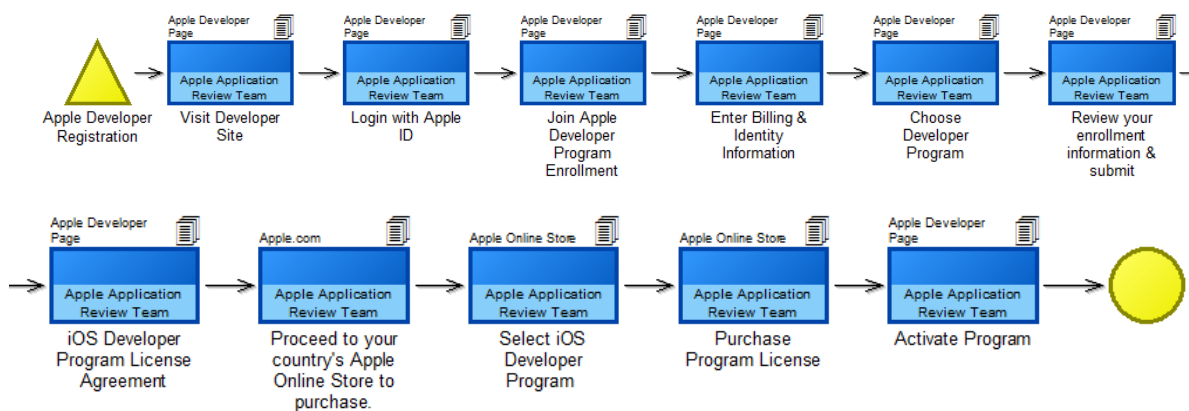 Apple Developer
Page
Apple Developer
Page
Apple Developer
Page
Apple Developer
Page
Apple Developer
Page
Apple Developer
Page
Apple Application
Review Team
Apple Application
Review Team
Apple Application
Review Team
Apple Application
Review Team
Apple Application
Review Team
Apple Application
Review Team
Apple Developer
Registration
Visit Developer
Site
Login with Apple
ID
Join Apple
Developer
Program
Enrollment
Enter Billing &
Identity
Information
Choose
Developer
Program
Review your
enrollment
information &
submit
Apple Developer
Page
Apple.com
Apple Online Store
Apple Online Store
Apple Developer
Page
Apple Application
Review Team
Apple Application
Review Team
Apple Application
Review Team
Apple Application
Review Team
Apple Application
Review Team
iOS Developer
Program License
Agreement
Proceed to your
country's Apple
Online Store to
purchase.
Select iOS
Developer
Program
Purchase
Program License
Activate Program